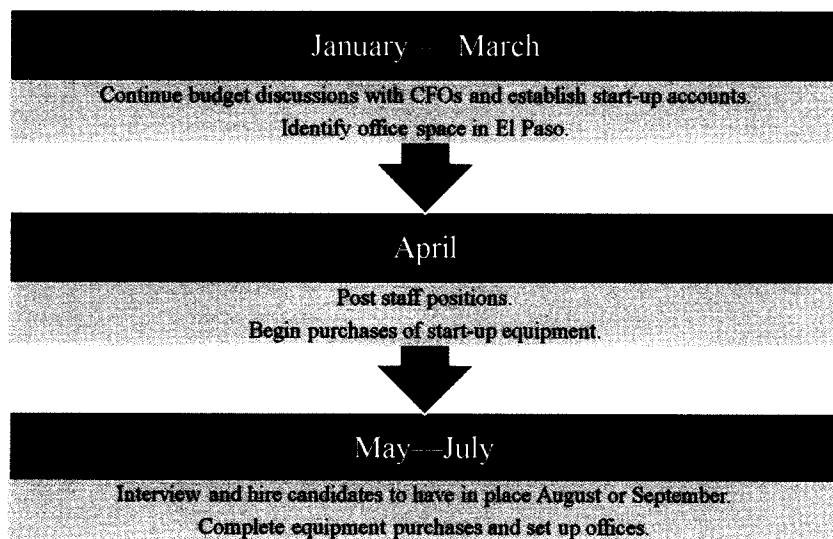 January — March
Continue budget discussions with CFOs and establish start-up accounts.
Identify office space in El Paso.
April
Post staff positions.
Begin purchases of start-up equipment.
May—July
Interview and hire candidates to have in place August or September.
Complete equipment purchases and set up offices.